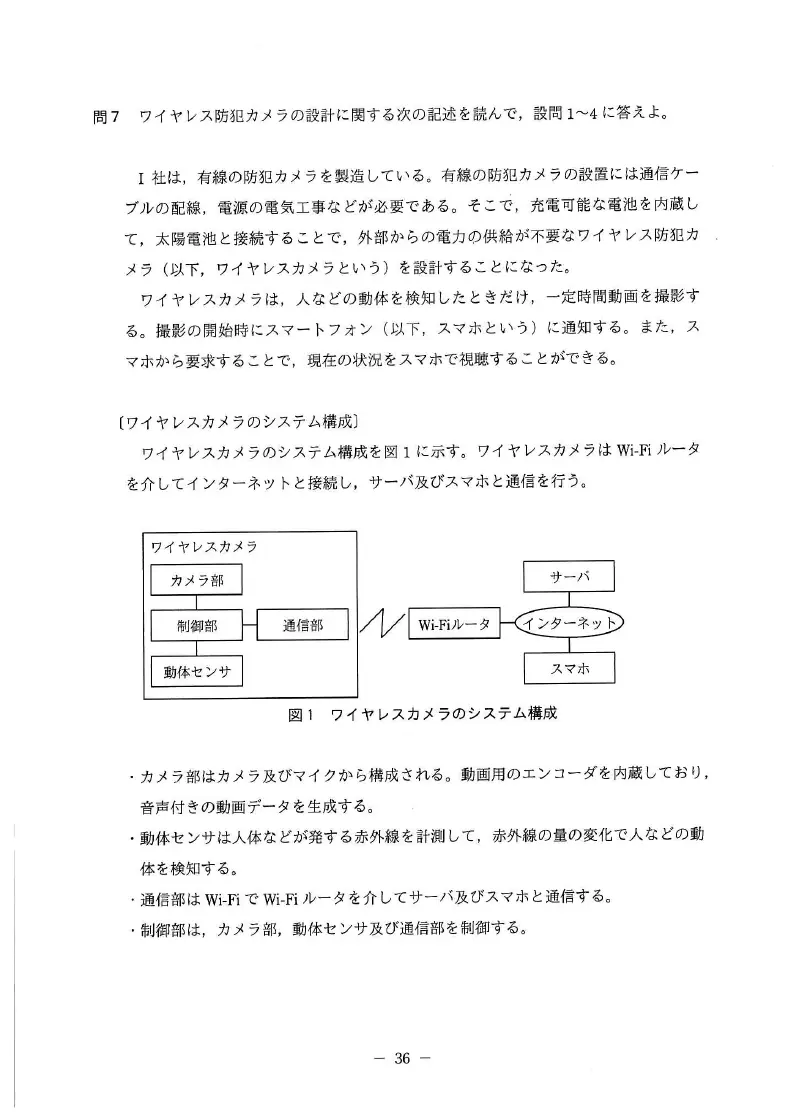 問7　ワイヤレス防犯カメラの設計に関する次の記述を読んで，設問1～4に答えよ。
I 社は，有線の防犯カメラを製造している。有線の防犯カメラの設置には通信ケー
ブルの配線，電源の電気工事などが必要である。そこで，充電可能な電池を内蔵し
て，太陽電池と接続することで，外部からの電力の供給が不要なワイヤレス防犯カ
メラ（以下，ワイヤレスカメラという）を設計することになった。
ワイヤレスカメラは，人などの動体を検知したときだけ，一定時間動画を撮影す
る。撮影の開始時にスマートフォン（以下，スマホという）に通知する。また，ス
マホから要求することで，現在の状況をスマホで視聴することができる。
〔ワイヤレスカメラのシステム構成〕
ワイヤレスカメラのシステム構成を図1に示す。ワイヤレスカメラは Wi-Fi ルータ
を介してインターネットと接続し，サーバ及びスマホと通信を行う。
ワイヤレスカメラ
カメラ部
制御部
通信部
動体センサ
Wi-Fiルータ
サーバ
インターネット
スマホ
図1　ワイヤレスカメラのシステム構成
・カメラ部はカメラ及びマイクから構成される。動画用のエンコーダを内蔵しており，
音声付きの動画データを生成する。
・動体センサは人体などが発する赤外線を計測して，赤外線の量の変化で人などの動
体を検知する。
・通信部は Wi-Fi で Wi-Fi ルータを介してサーバ及びスマホと通信する。
・制御部は，カメラ部，動体センサ及び通信部を制御する。
－ 36 －